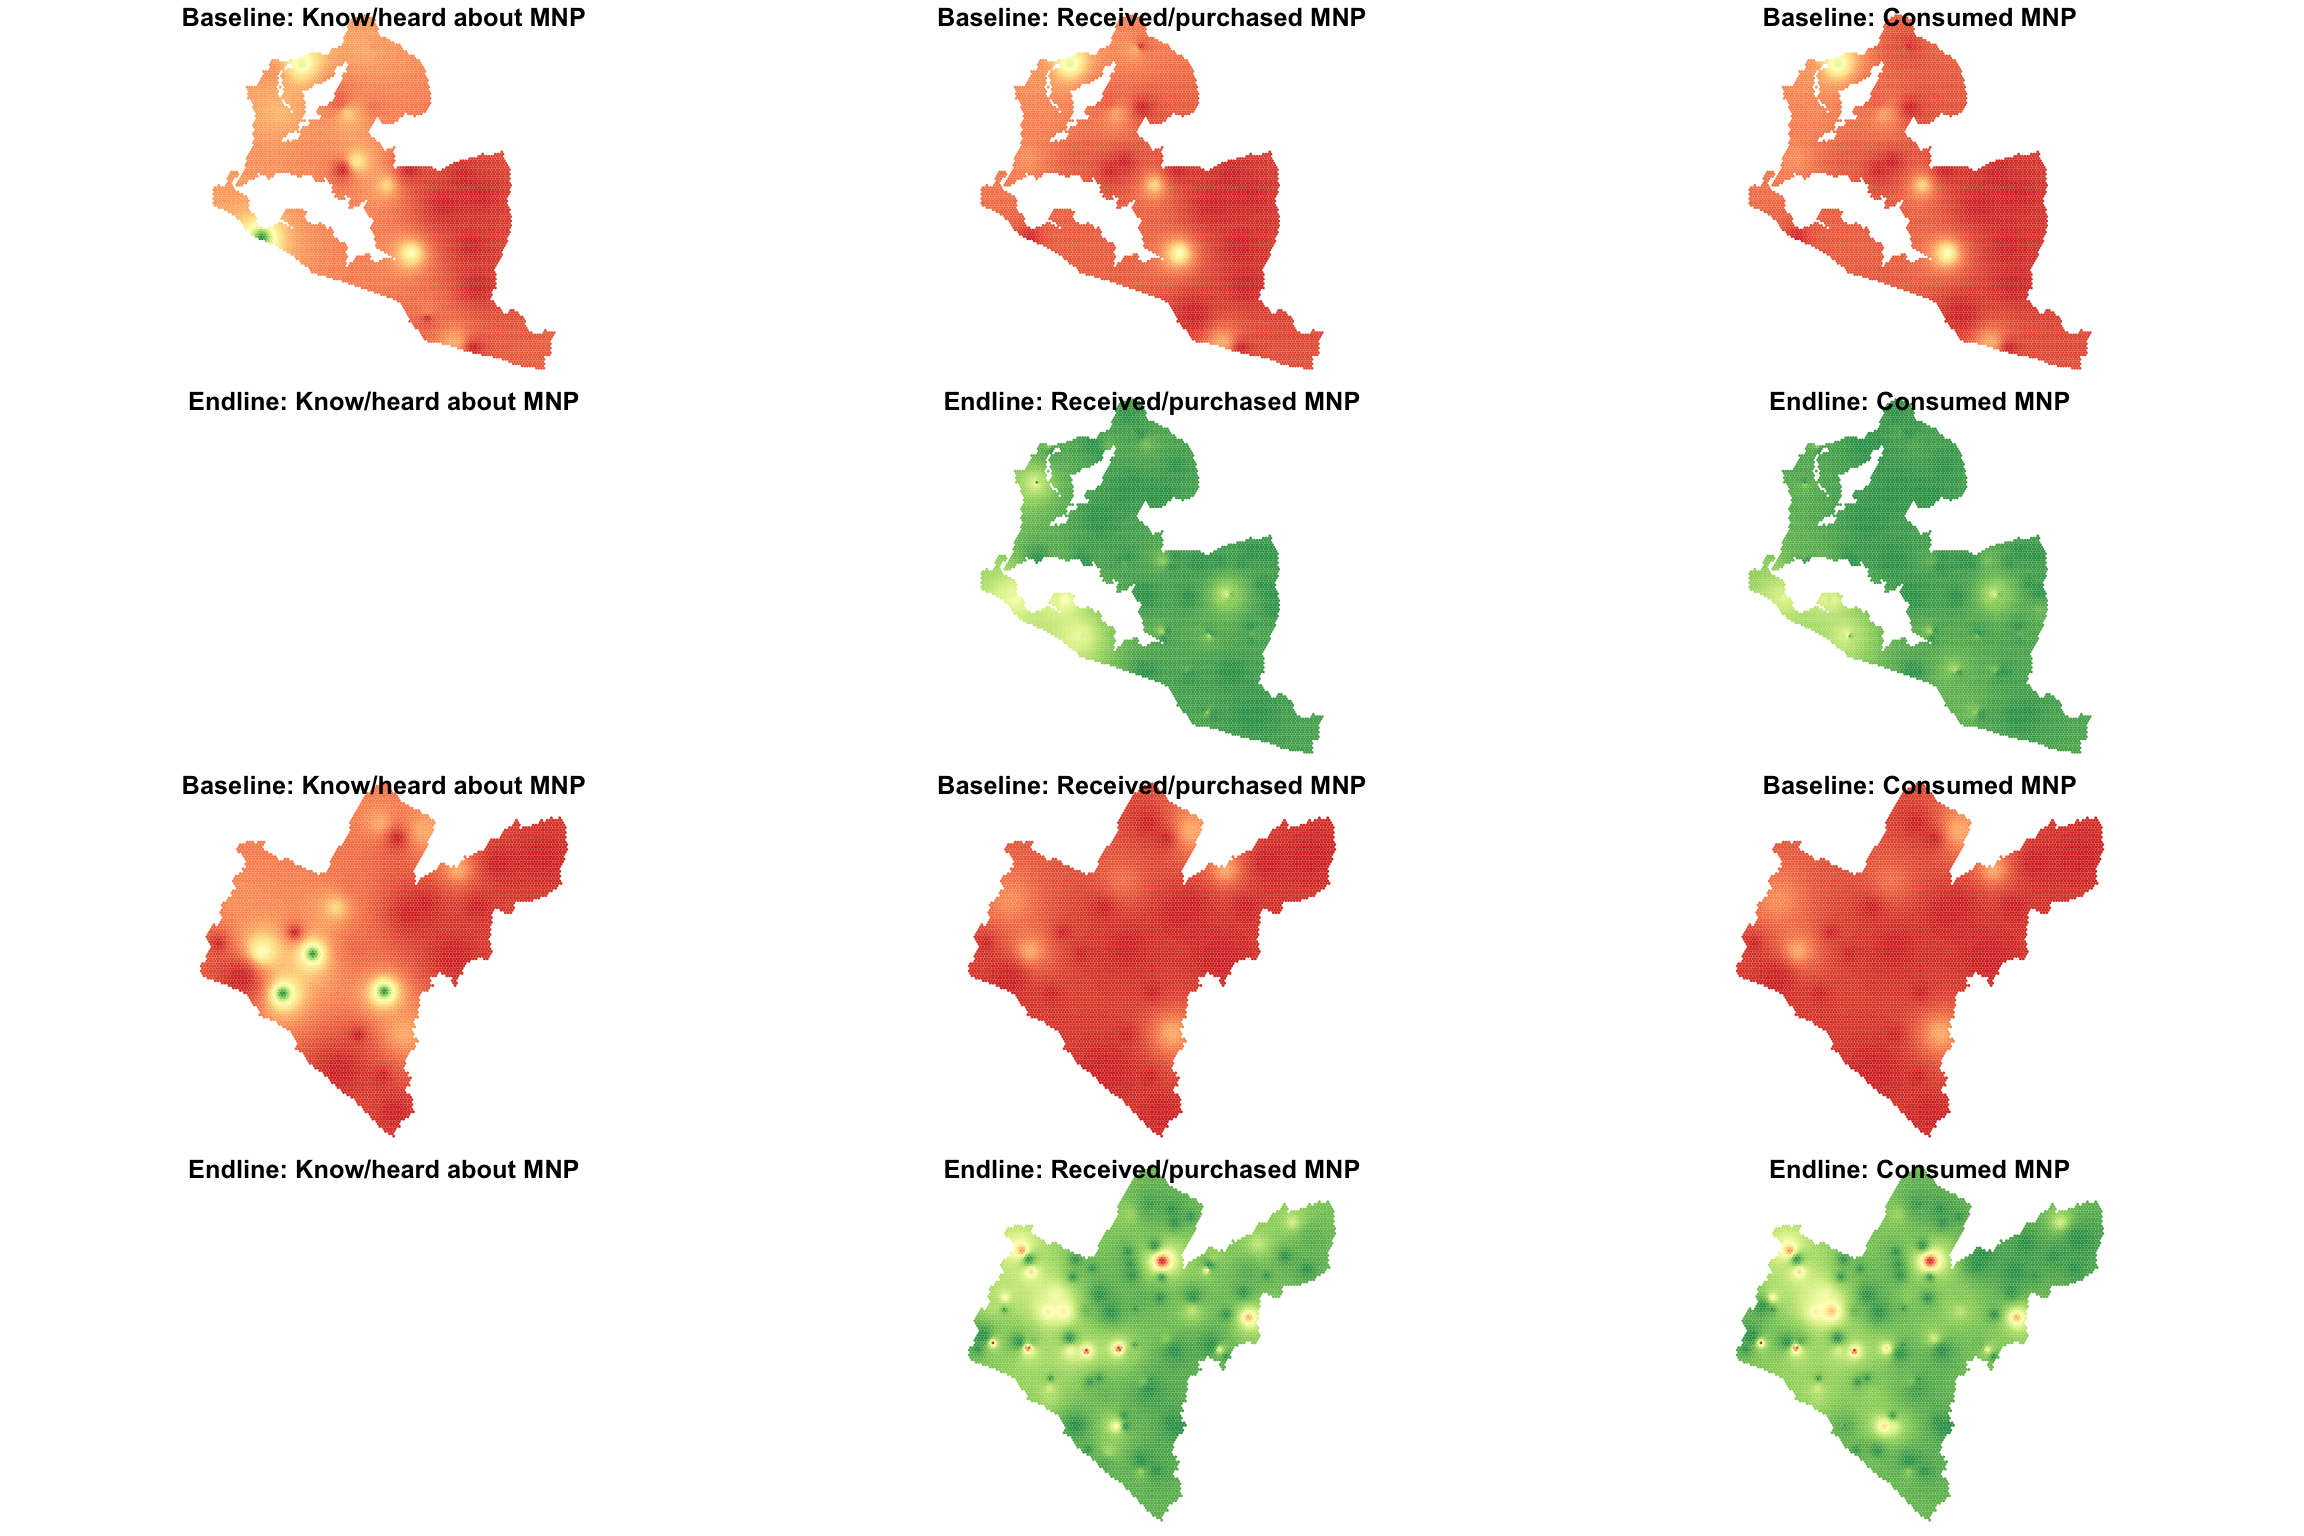 Baseline: Know/heard about MNP
Baseline: Received/purchased MNP
Baseline: Consumed MNP
Endline: Know/heard about MNP
Endline: Received/purchased MNP
Endline: Consumed MNP
Baseline: Know/heard about MNP
Baseline: Received/purchased MNP
Baseline: Consumed MNP
Endline: Know/heard about MNP
Endline: Received/purchased MNP
Endline: Consumed MNP